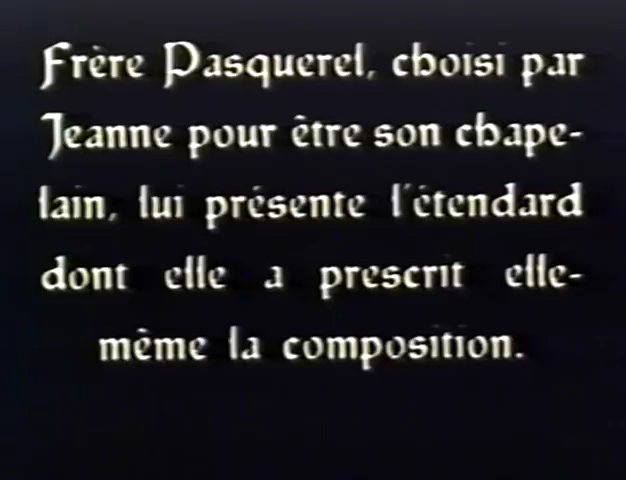 Frère Pasquerel, choisi par
Jeanne pour être son chape-
lain, lui présente l'étendard
dont elle a prescrit elle-
même la composition.